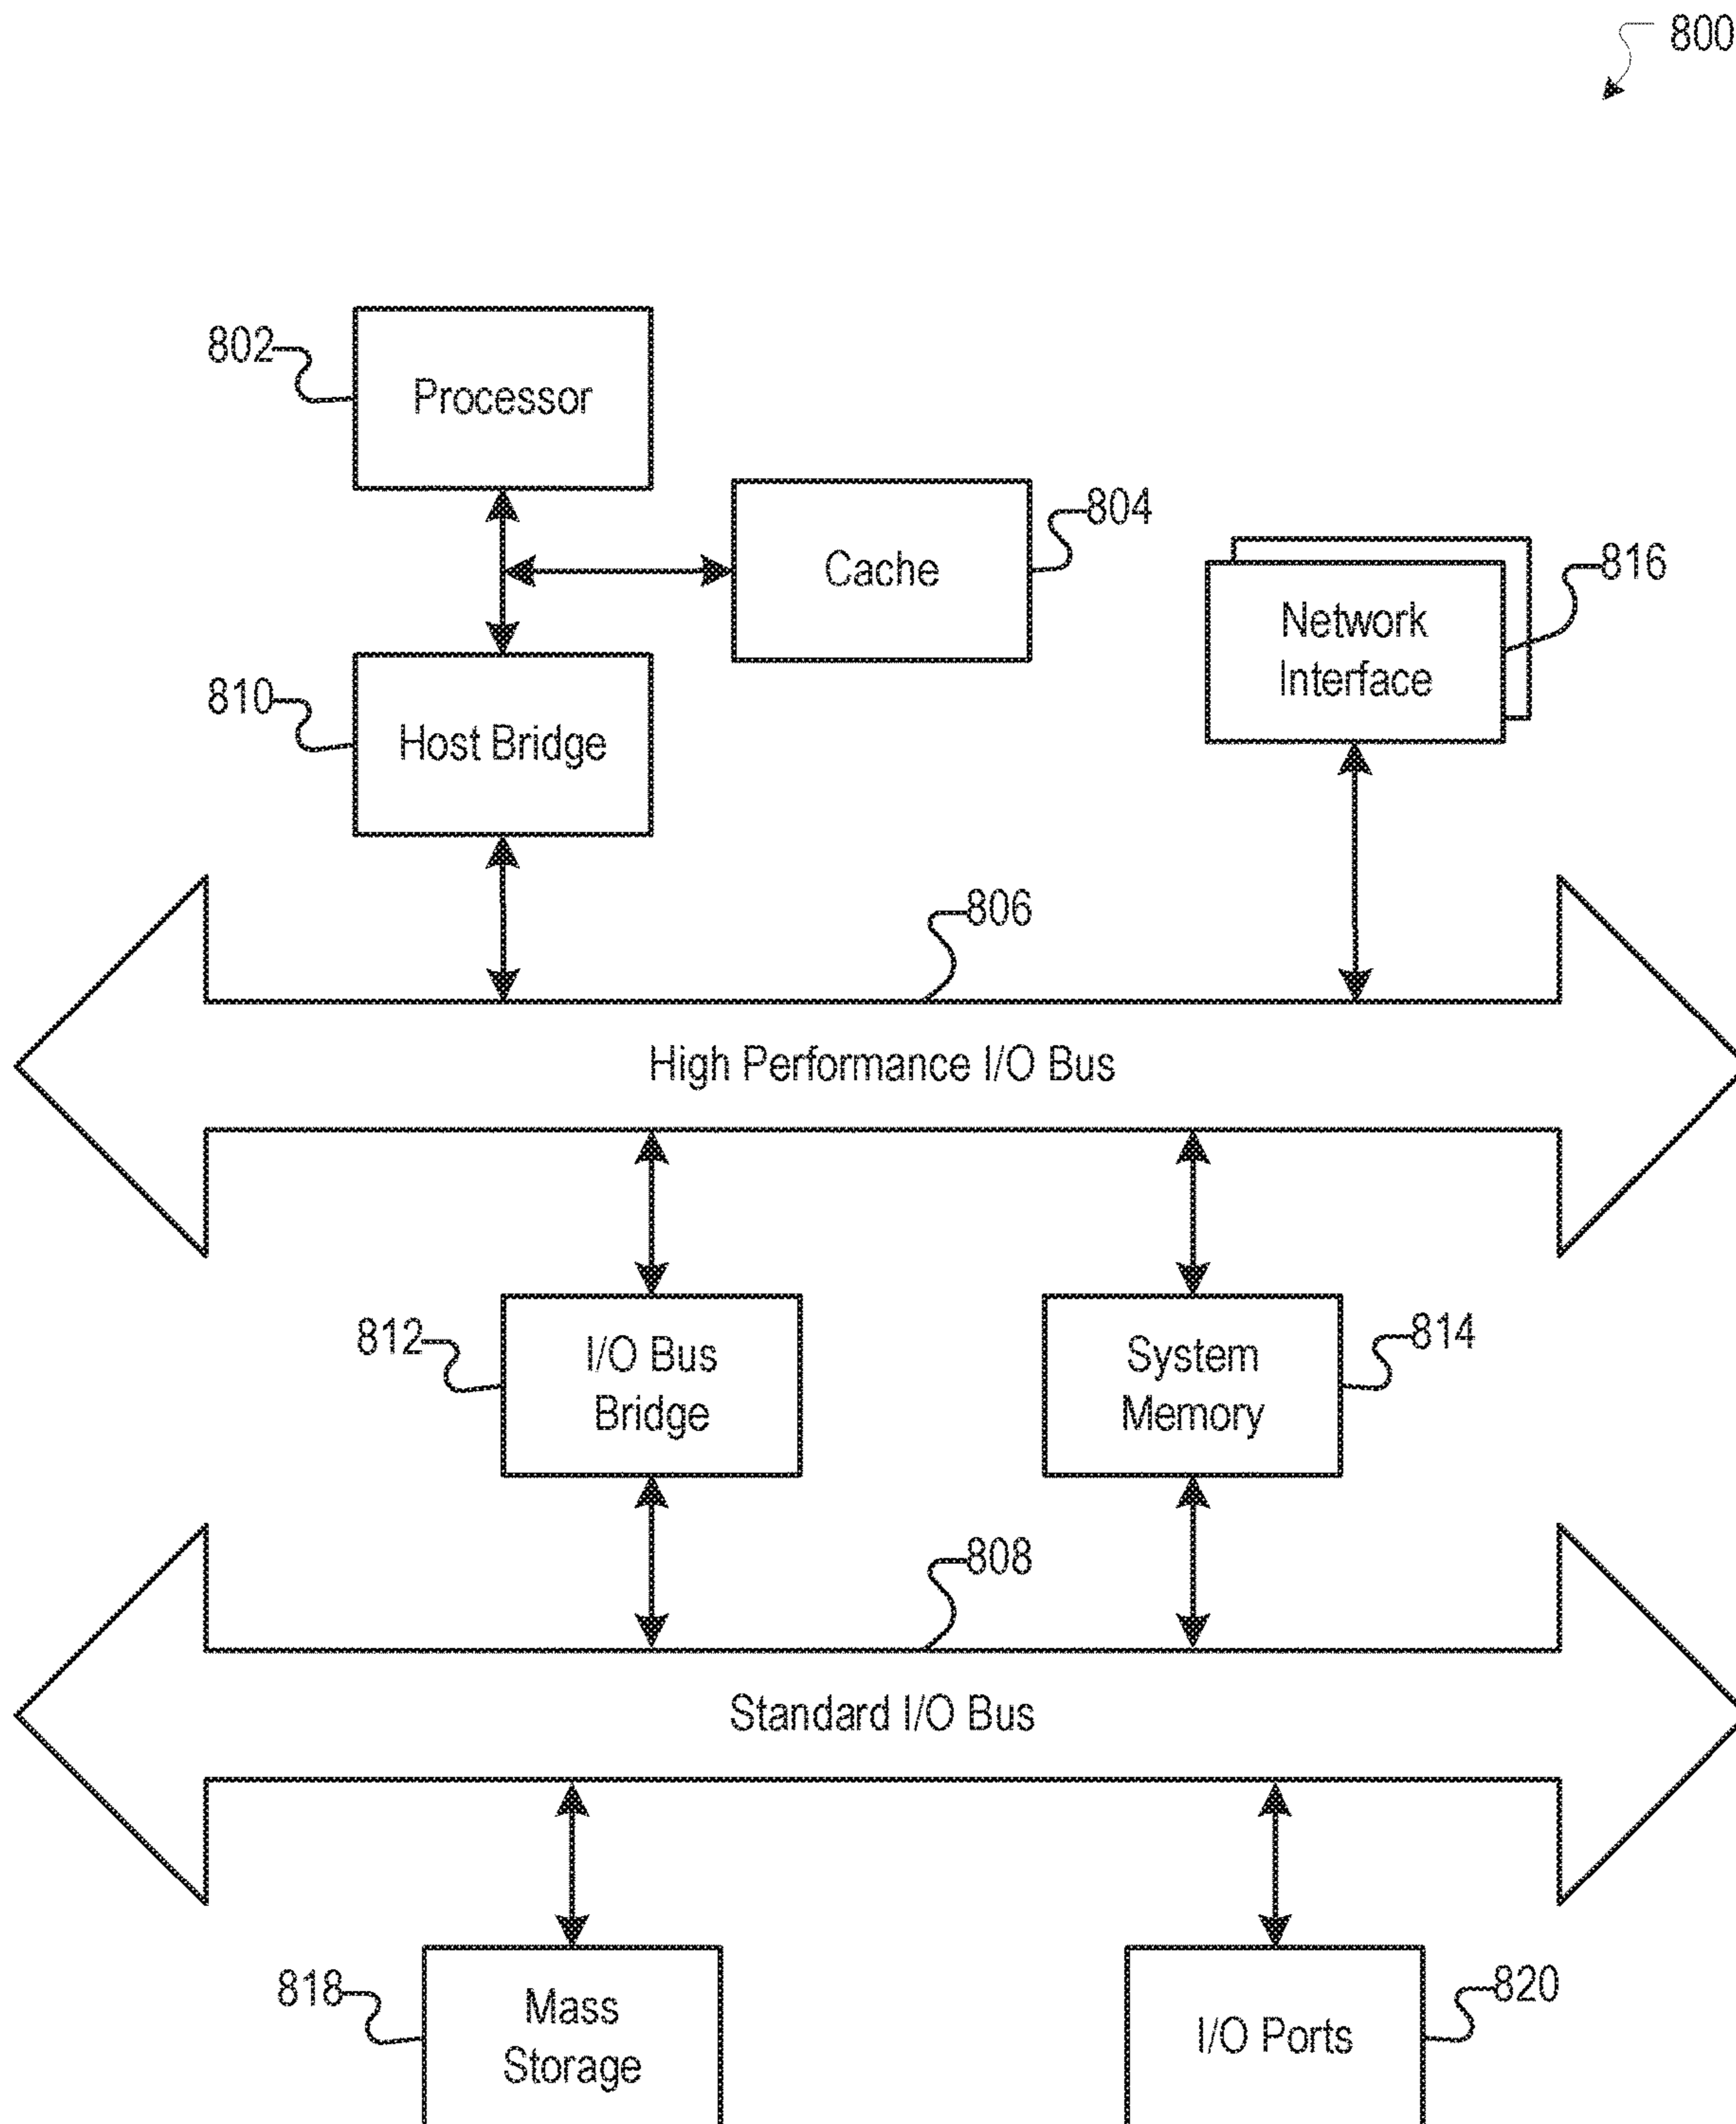 800
802
Processor
804
Cache
816
Network
Interface
810
Host Bridge
806
High Performance I/O Bus
812
I/O Bus
Bridge
814
System
Memory
808
Standard I/O Bus
818
Mass
Storage
820
I/O Ports